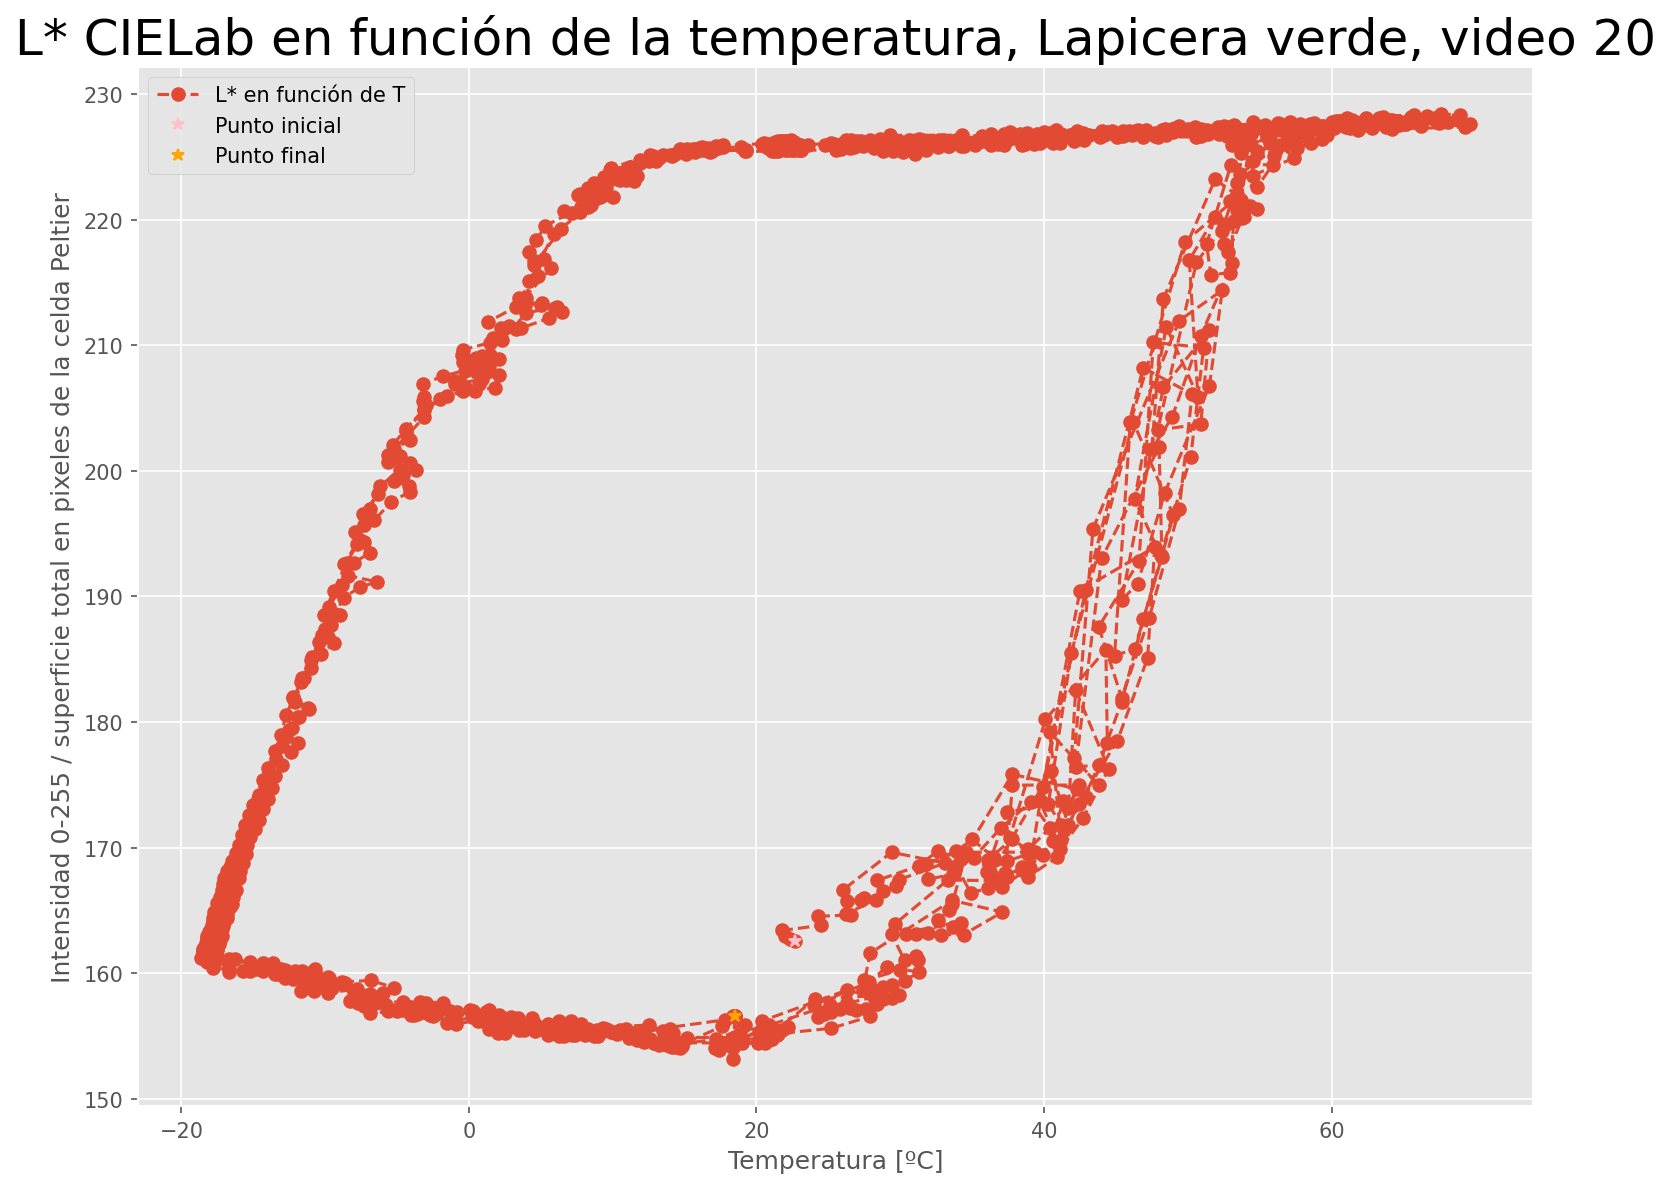 L* CIELab en función de la temperatura, Lapicera verde, video 20
L* en función de T
Punto inicial
Punto final
230
220
210
200
190
180
170
160
150
Intensidad 0-255 / superficie total en pixeles de la celda Peltier
−20
0
20
40
60
Temperatura [ºC]